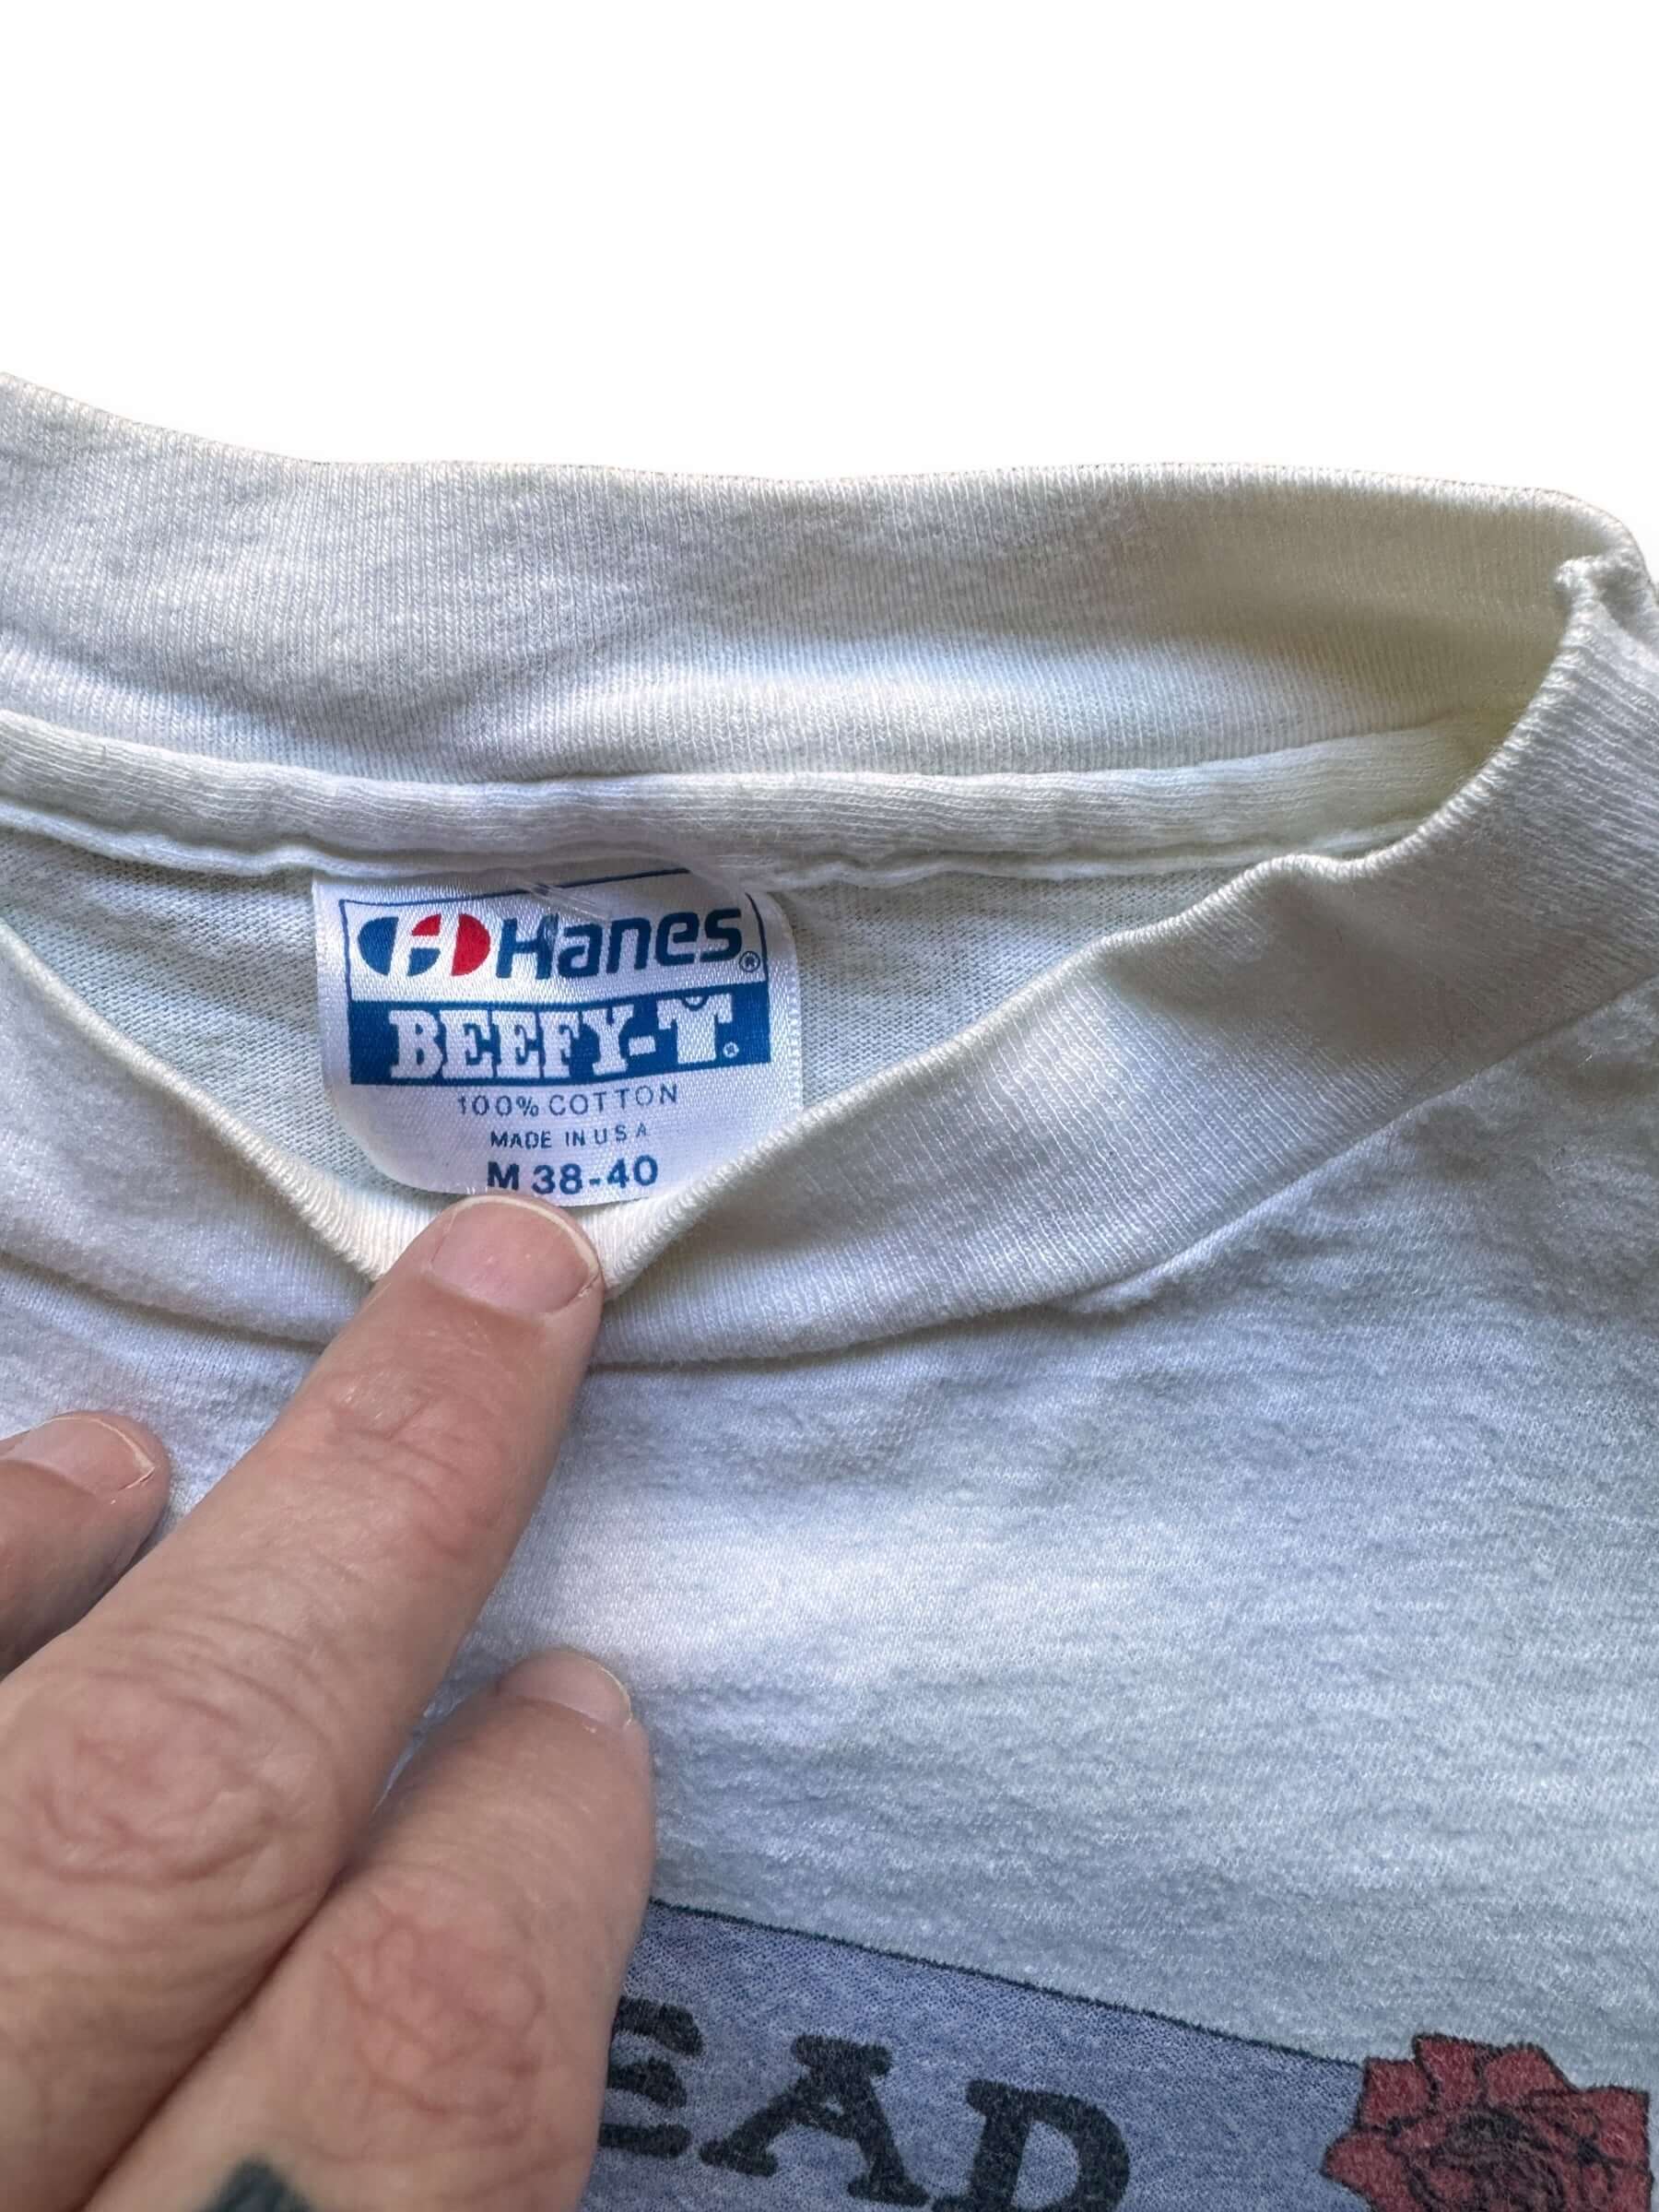 Hanes®
BEEFY-T®
100% COTTON
MADE IN U S A
M 38-40
EAD